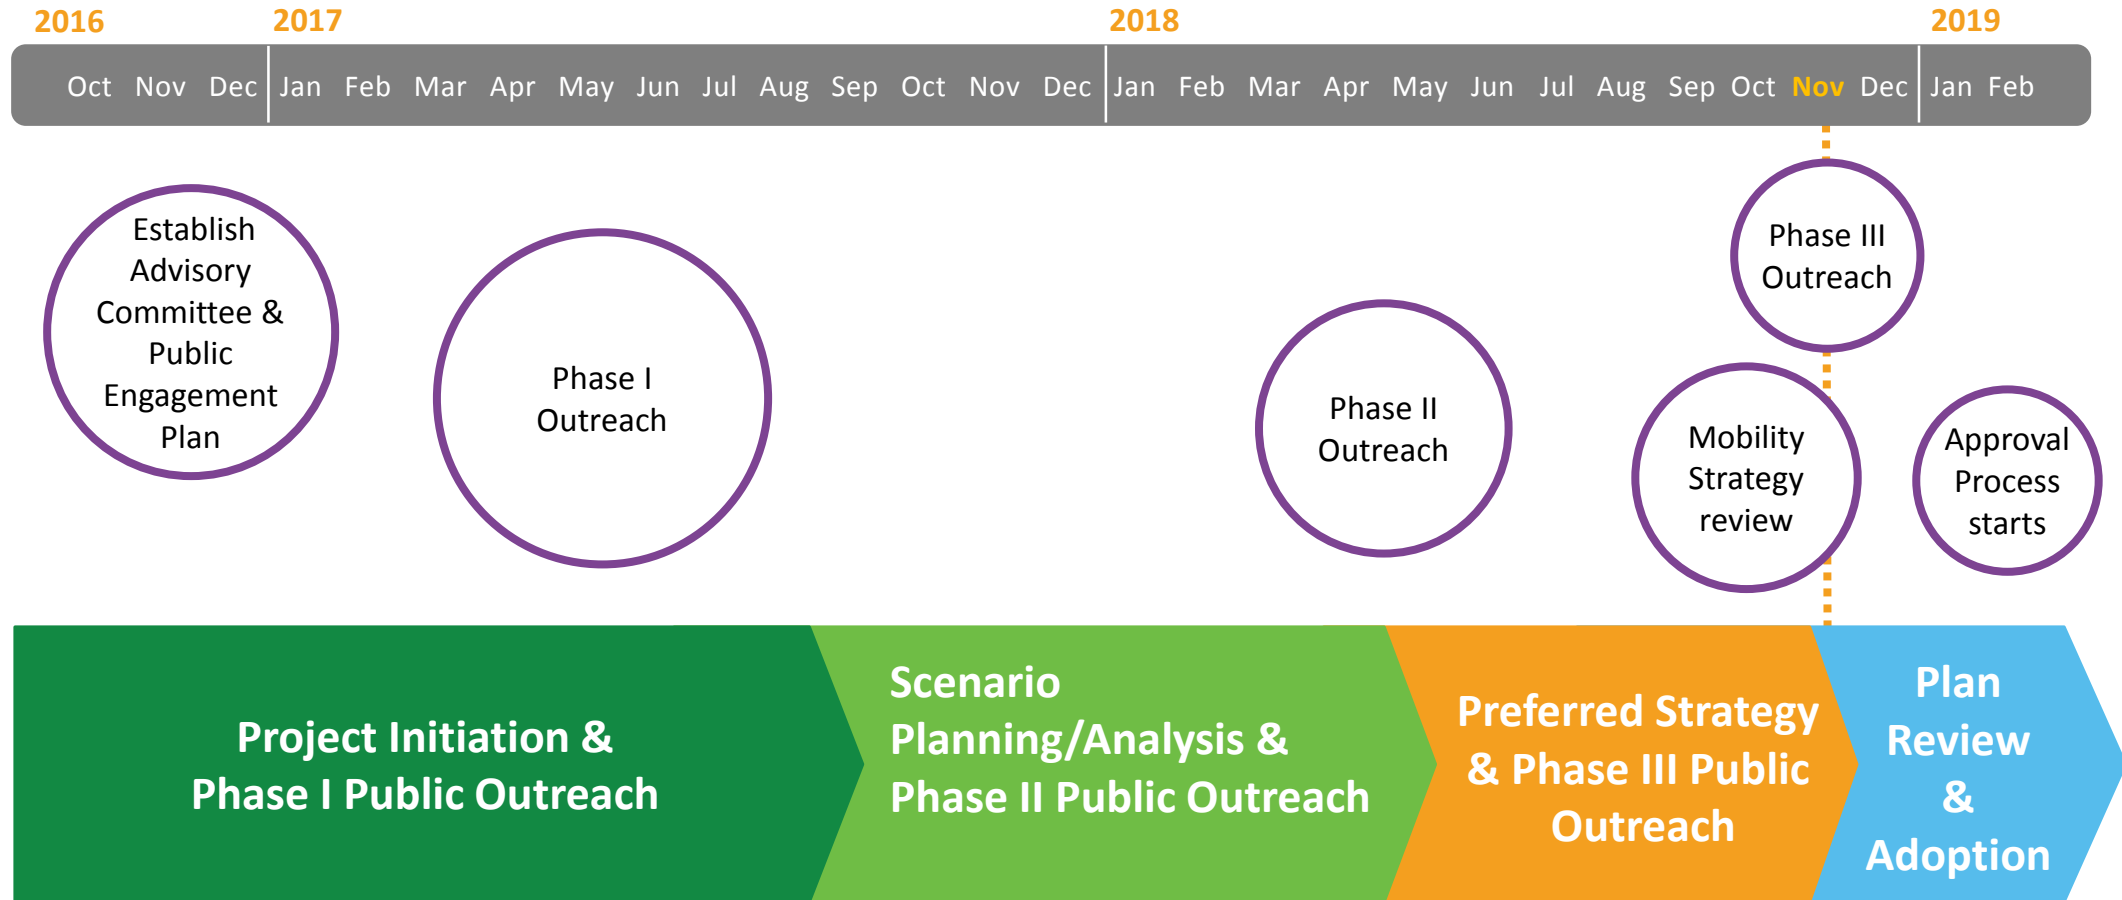 2016 2017 2018 2019
Oct Nov Dec Jan Feb Mar Apr May Jun Jul Aug Sep Oct Nov Dec Jan Feb Mar Apr May Jun Jul Aug Sep Oct Nov Dec Jan Feb
Establish
Advisory
Committee &
Public
Engagement
Plan
Phase I
Outreach
Phase II
Outreach
Phase III
Outreach
Mobility
Strategy
review
Approval
Process
starts
Project Initiation &
Phase I Public Outreach
Scenario
Planning/Analysis &
Phase II Public Outreach
Preferred Strategy
& Phase III Public
Outreach
Plan
Review
&
Adoption